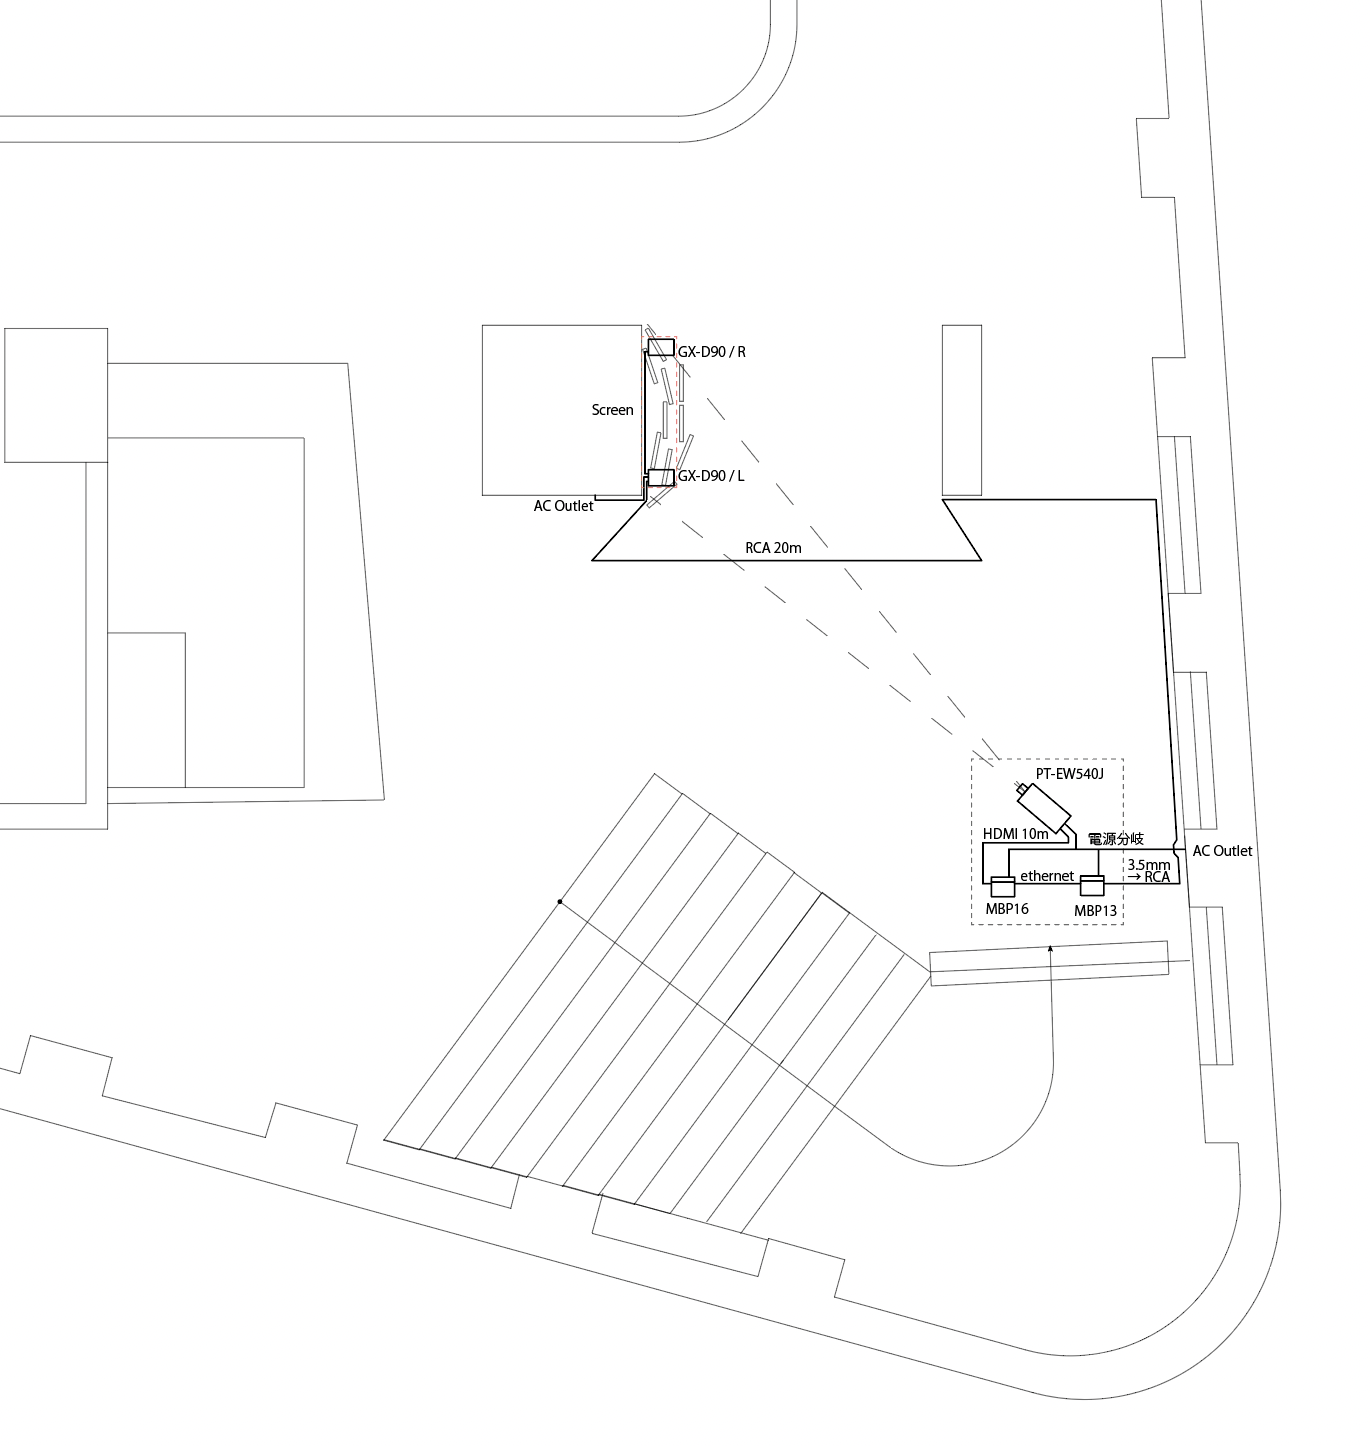 GX-D90 / R
Screen
GX-D90 / L
AC Outlet
RCA 20m
PT-EW540J
HDMI 10m
電源分岐
AC Outlet
3.5mm
→ RCA
ethernet
MBP16
MBP13